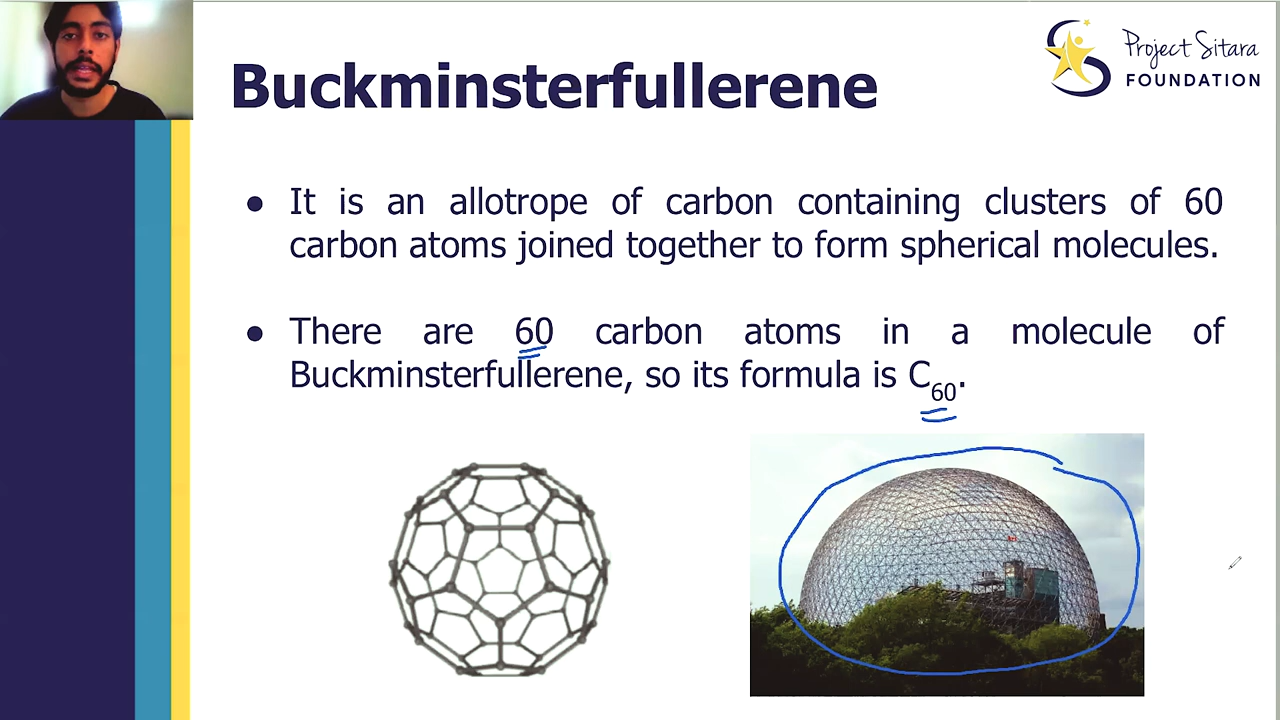 Project Sitara
FOUNDATION
Buckminsterfullerene
● It is an allotrope of carbon containing clusters of 60
carbon atoms joined together to form spherical molecules.
● There are 60 carbon atoms in a molecule of
Buckminsterfullerene, so its formula is C₆₀.